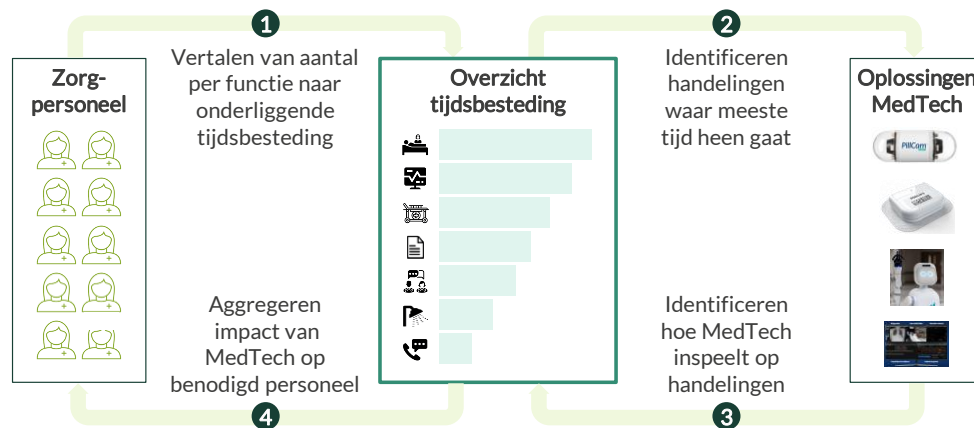 1
Vertalen van aantal
per functie naar
onderliggende
tijdsbesteding
2
Identificeren
handelingen
waar meeste
tijd heen gaat
Zorg-
personeel
Overzicht
tijdsbesteding
Oplossingen
MedTech
PillCam
Aggregeren
impact van
MedTech op
benodigd personeel
4
Identificeren
hoe MedTech
inspeelt op
handelingen
3